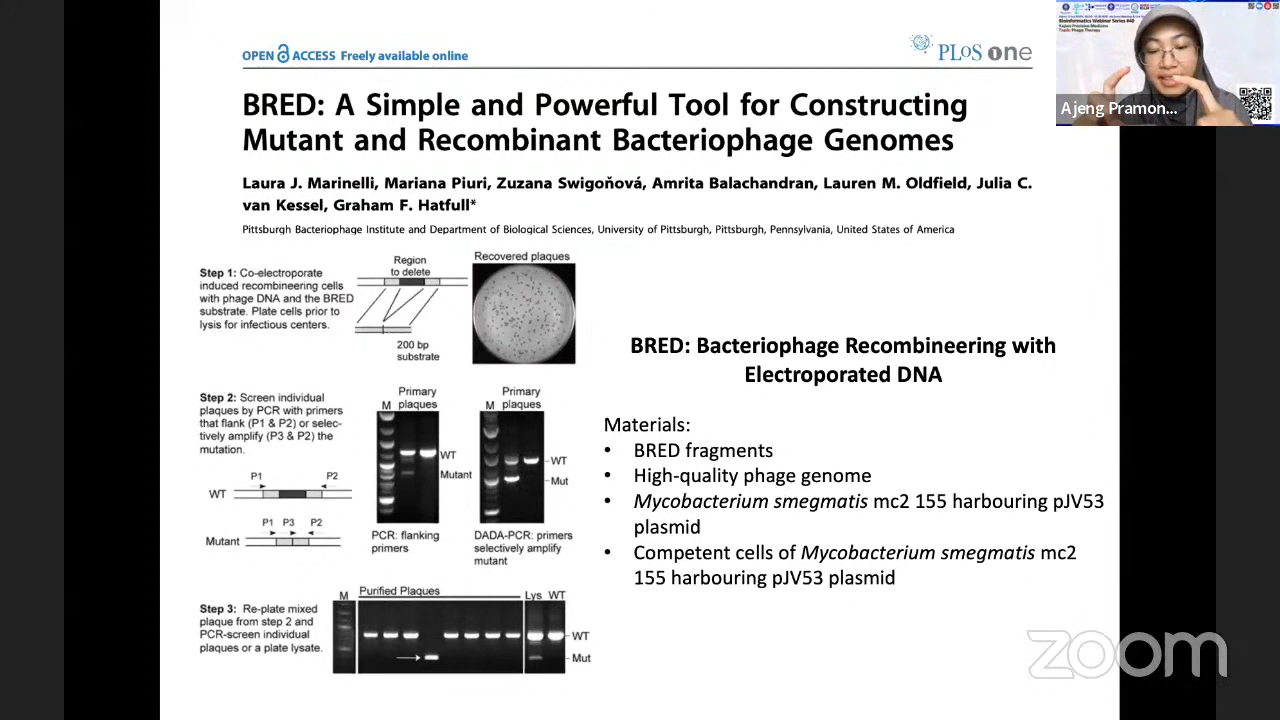 OPEN ACCESS Freely available online
PLoS one
BRED: A Simple and Powerful Tool for Constructing
Mutant and Recombinant Bacteriophage Genomes
Laura J. Marinelli, Mariana Piuri, Zuzana Swigoňová, Amrita Balachandran, Lauren M. Oldfield, Julia C.
van Kessel, Graham F. Hatfull*
Pittsburgh Bacteriophage Institute and Department of Biological Sciences, University of Pittsburgh, Pittsburgh, Pennsylvania, United States of America
Step 1: Co-electroporate
induced recombineering cells
with phage DNA and the BRED
substrate. Plate cells prior to
lysis for infectious centers.
Region
to delete
200 bp
substrate
Recovered plaques
Step 2: Screen individual
plaques by PCR with primers
that flank (P1 & P2) or selec-
tively amplify (P3 & P2) the
mutation.
P1 P2
WT
P1 P3 P2
Mutant
Primary
M plaques
WT
Mutant
PCR: flanking
primers
Primary
M plaques
WT
Mut
DADA-PCR: primers
selectively amplify
mutant
Step 3: Re-plate mixed
plaque from step 2 and
PCR-screen individual
plaques or a plate lysate.
M Purified Plaques Lys WT
WT
Mut
BRED: Bacteriophage Recombineering with
Electroporated DNA
Materials:
• BRED fragments
• High-quality phage genome
• Mycobacterium smegmatis mc2 155 harbouring pJV53
plasmid
• Competent cells of Mycobacterium smegmatis mc2
155 harbouring pJV53 plasmid
Bioinformatics Webinar Series #40
Topik: Phage Therapy
Ajeng Pramon...
zoom